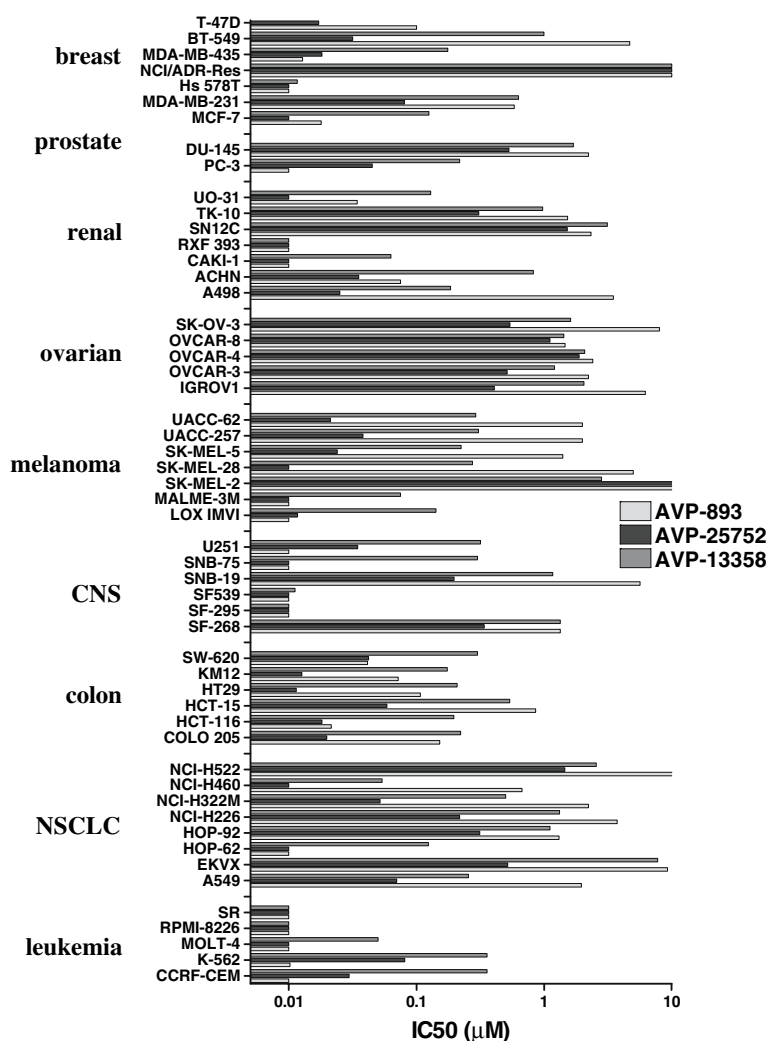 breast
T-47D
BT-549
MDA-MB-435
NCI/ADR-Res
Hs 578T
MDA-MB-231
MCF-7
prostate
DU-145
PC-3
renal
UO-31
TK-10
SN12C
RXF 393
CAKI-1
ACHN
A498
ovarian
SK-OV-3
OVCAR-8
OVCAR-4
OVCAR-3
IGROV1
melanoma
UACC-62
UACC-257
SK-MEL-5
SK-MEL-28
SK-MEL-2
MALME-3M
LOX IMVI
AVP-893
AVP-25752
AVP-13358
CNS
U251
SNB-75
SNB-19
SF539
SF-295
SF-268
colon
SW-620
KM12
HT29
HCT-15
HCT-116
COLO 205
NSCLC
NCI-H522
NCI-H460
NCI-H322M
NCI-H226
HOP-92
HOP-62
EKVX
A549
leukemia
SR
RPMI-8226
MOLT-4
K-562
CCRF-CEM
0.01 0.1 1 10
IC50 (μM)